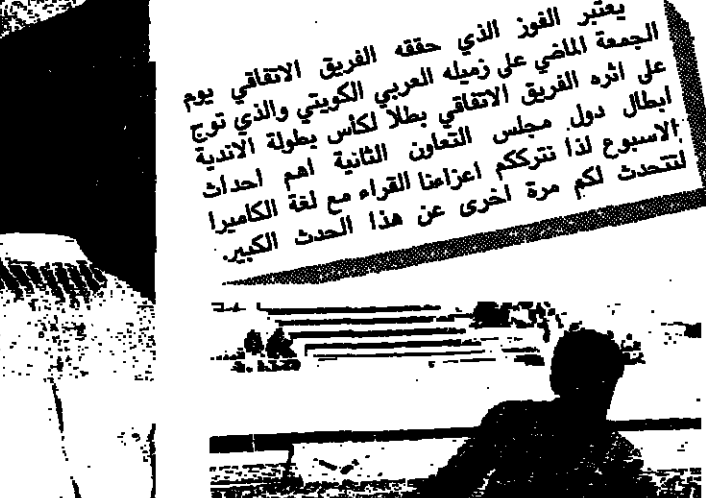 يعتبر الفوز الذي حققه الفريق الاتفاقي يوم
الجمعة الماضي على زميله العربي الكويتي والذي توج
على اثره الفريق الاتفاقي بطلا لكأس بطولة الاندية
ابطال دول مجلس التعاون الثانية اهم احداث
الاسبوع لذا نترككم اعزاءنا القراء مع لغة الكاميرا
لتتحدث لكم مرة اخرى عن هذا الحدث الكبير.